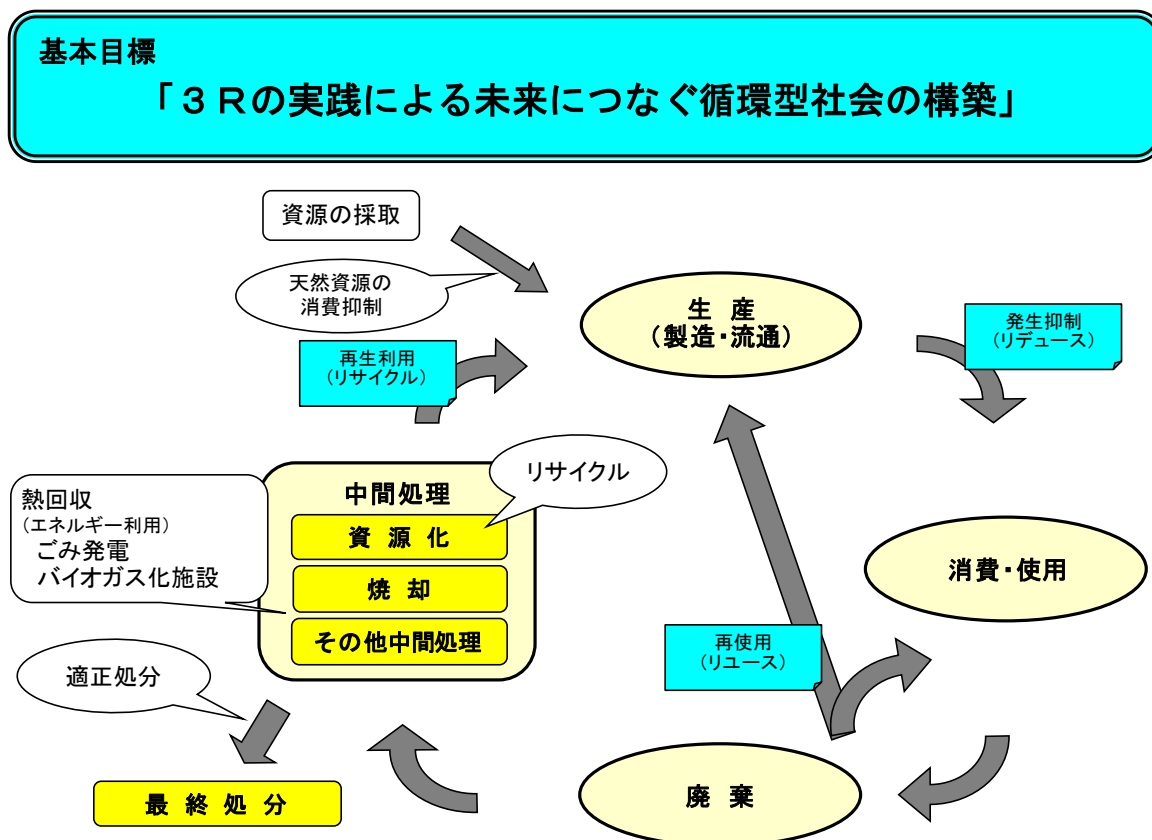 基本目標
「３Ｒの実践による未来につなぐ循環型社会の構築」
資源の採取
天然資源の
消費抑制
生 産
（製造・流通）
発生抑制
（リデュース）
再生利用
（リサイクル）
リサイクル
中間処理
資 源 化
焼 却
その他中間処理
熱回収
（エネルギー利用）
ごみ発電
バイオガス化施設
消費・使用
再使用
（リユース）
適正処分
最 終 処 分
廃 棄